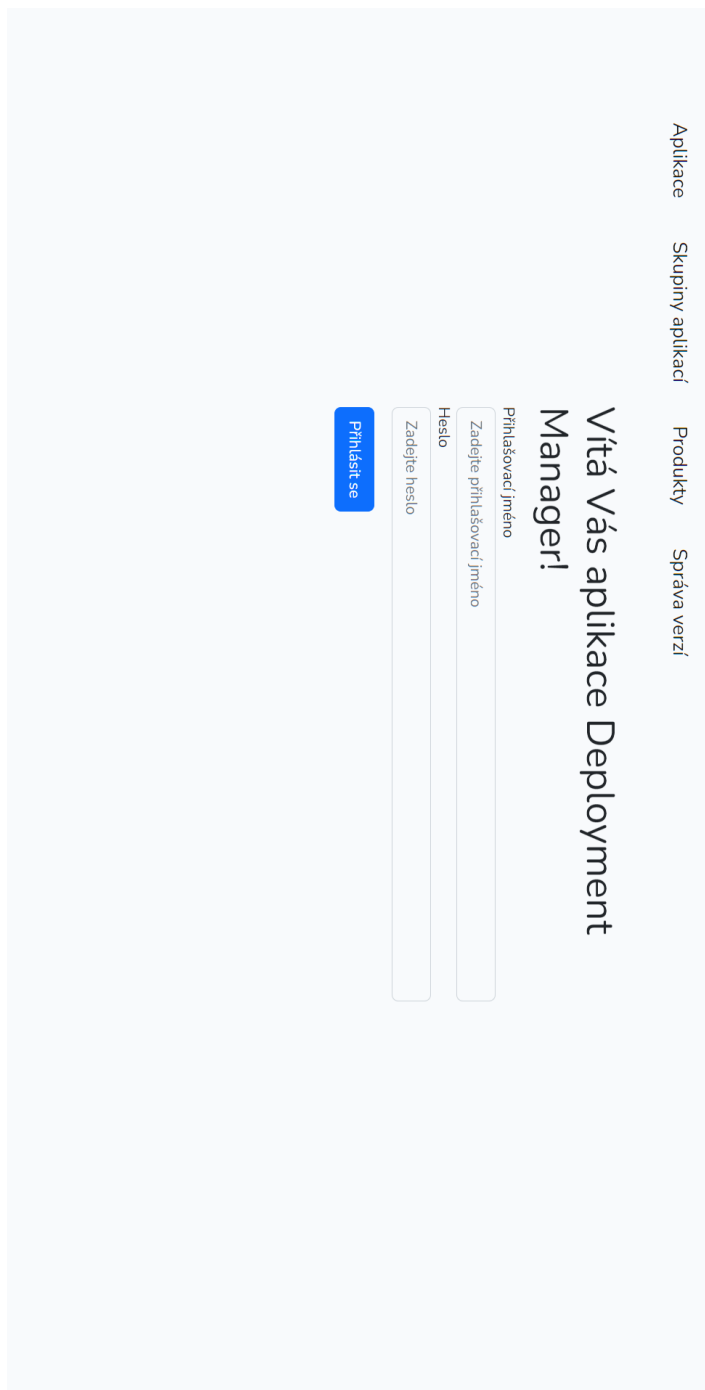 Aplikace Skupiny aplikací Produkty Správa verzí
Vítá Vás aplikace Deployment
Manager!
Přihlašovací jméno
Zadejte přihlašovací jméno
Heslo
Zadejte heslo
Přihlásit se